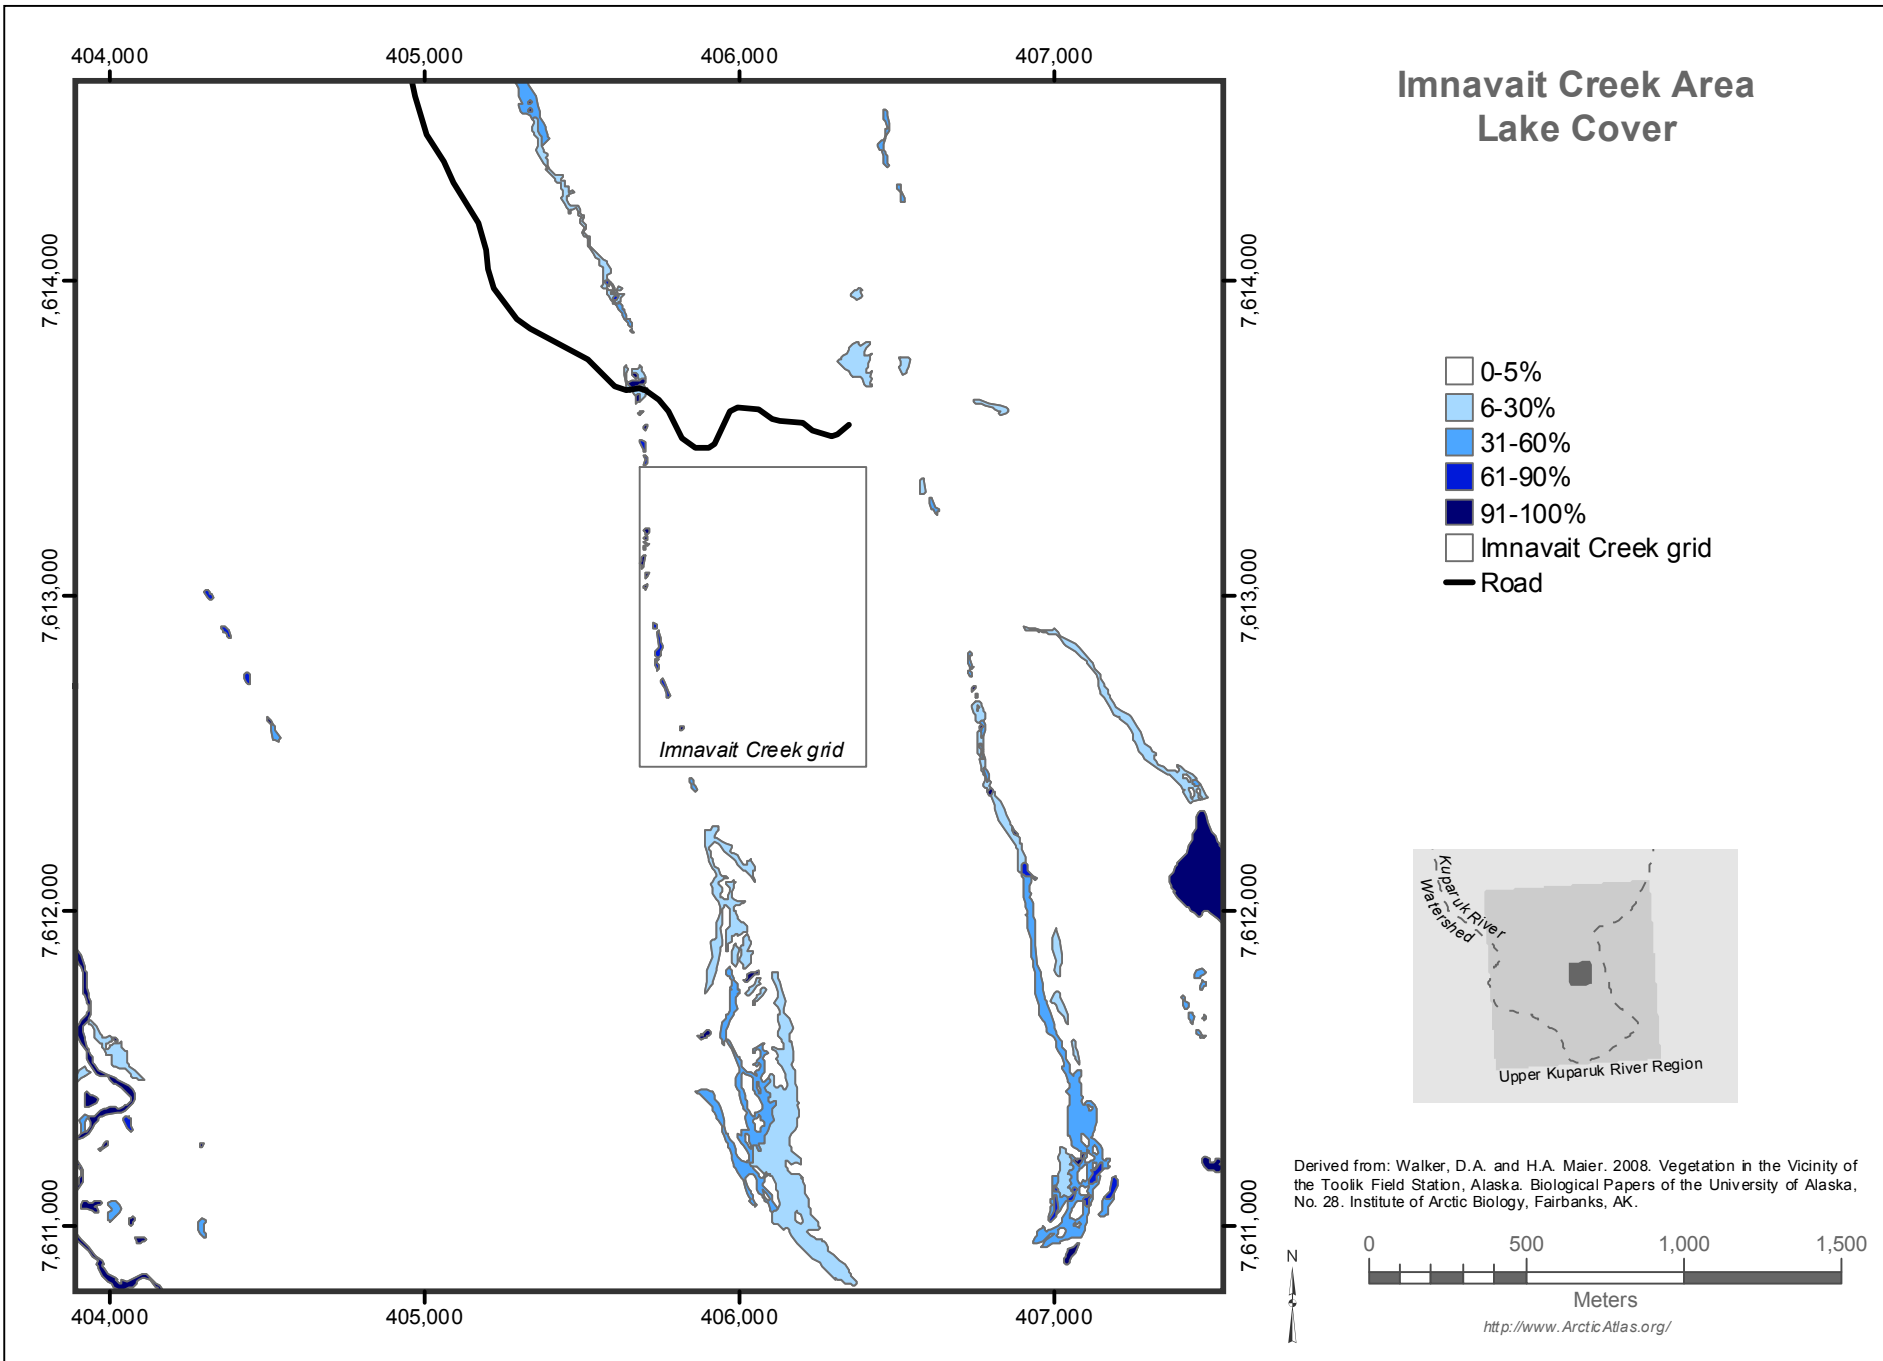 Imnavait Creek Area
Lake Cover
404,000
405,000
406,000
407,000
7,614,000
7,613,000
7,612,000
7,611,000
7,614,000
7,613,000
7,612,000
7,611,000
404,000
405,000
406,000
407,000
Imnavait Creek grid
0-5%
6-30%
31-60%
61-90%
91-100%
Imnavait Creek grid
Road
Kuparuk River
Watershed
Upper Kuparuk River Region
Derived from: Walker, D.A. and H.A. Maier. 2008. Vegetation in the Vicinity of
the Toolik Field Station, Alaska. Biological Papers of the University of Alaska,
No. 28. Institute of Arctic Biology, Fairbanks, AK.
N
0
500
1,000
1,500
Meters
http://www.ArcticAtlas.org/